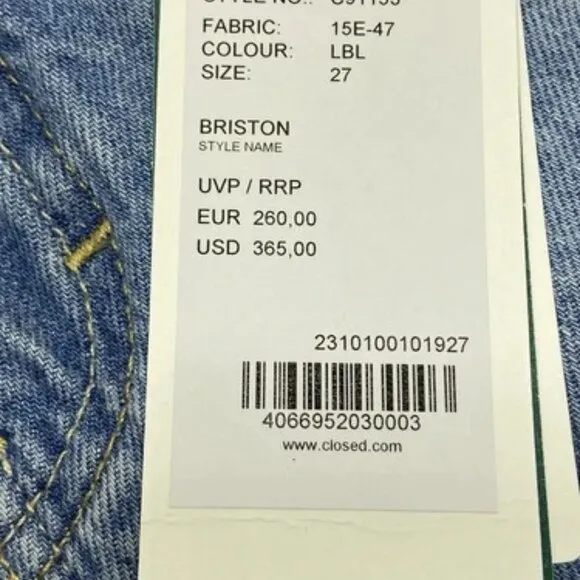 FABRIC: 15E-47
COLOUR: LBL
SIZE: 27
BRISTON
STYLE NAME
UVP / RRP
EUR 260,00
USD 365,00
2310100101927
4066952030003
www.closed.com